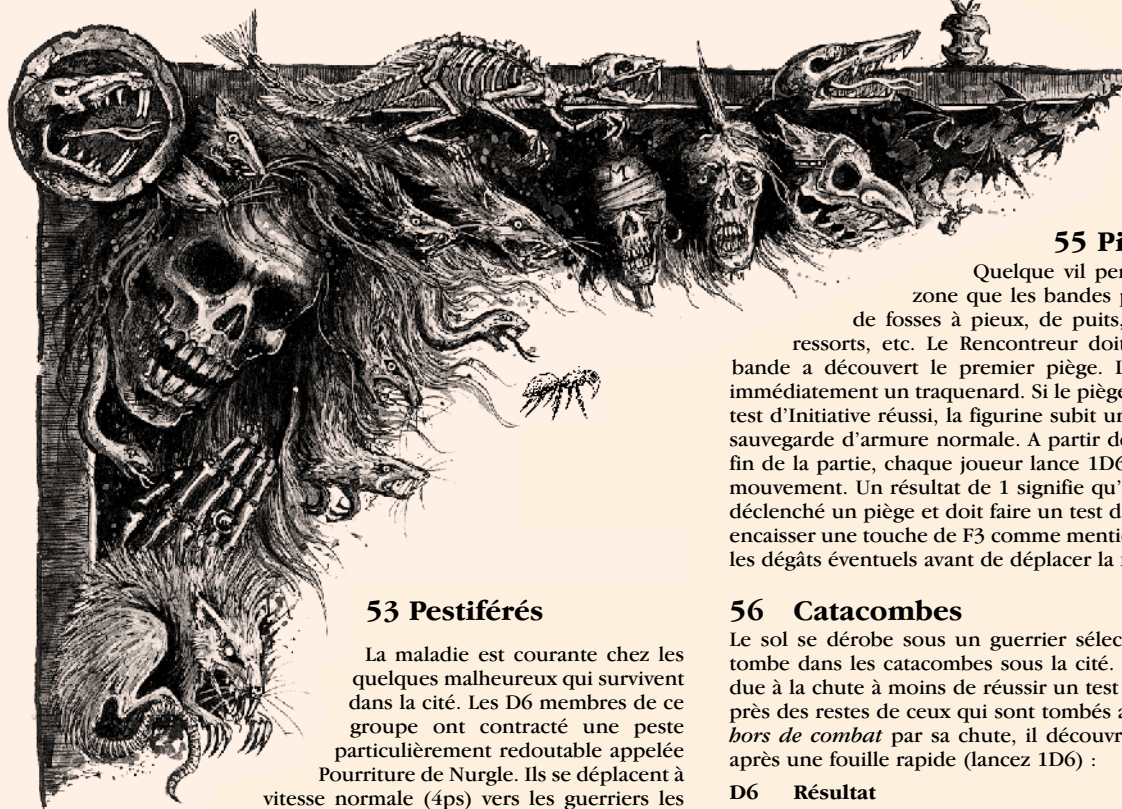 53 Pestiférés
La maladie est courante chez les
quelques malheureux qui survivent
dans la cité. Les D6 membres de ce
groupe ont contracté une peste
particulièrement redoutable appelée
Pourriture de Nurgle. Ils se déplacent à
vitesse normale (4ps) vers les guerriers les
55
Quelque vil
zone que les bandes
de fosses à pieux, de puits,
ressorts, etc. Le Rencontreur doit
bande a découvert le premier piège.
immédiatement un traquenard. Si le piège
test d'Initiative réussi, la figurine subit
sauvegarde d'armure normale. A partir
fin de la partie, chaque joueur lance 1D6
mouvement. Un résultat de 1 signifie
déclenché un piège et doit faire un test
encaisser une touche de F3 comme
les dégâts éventuels avant de déplacer la
56 Catacombes
Le sol se dérobe sous un guerrier
tombe dans les catacombes sous la cité.
due à la chute à moins de réussir un test
près des restes de ceux qui sont tombés
hors de combat par sa chute, il
après une fouille rapide (lancez 1D6) :
D6 Résultat